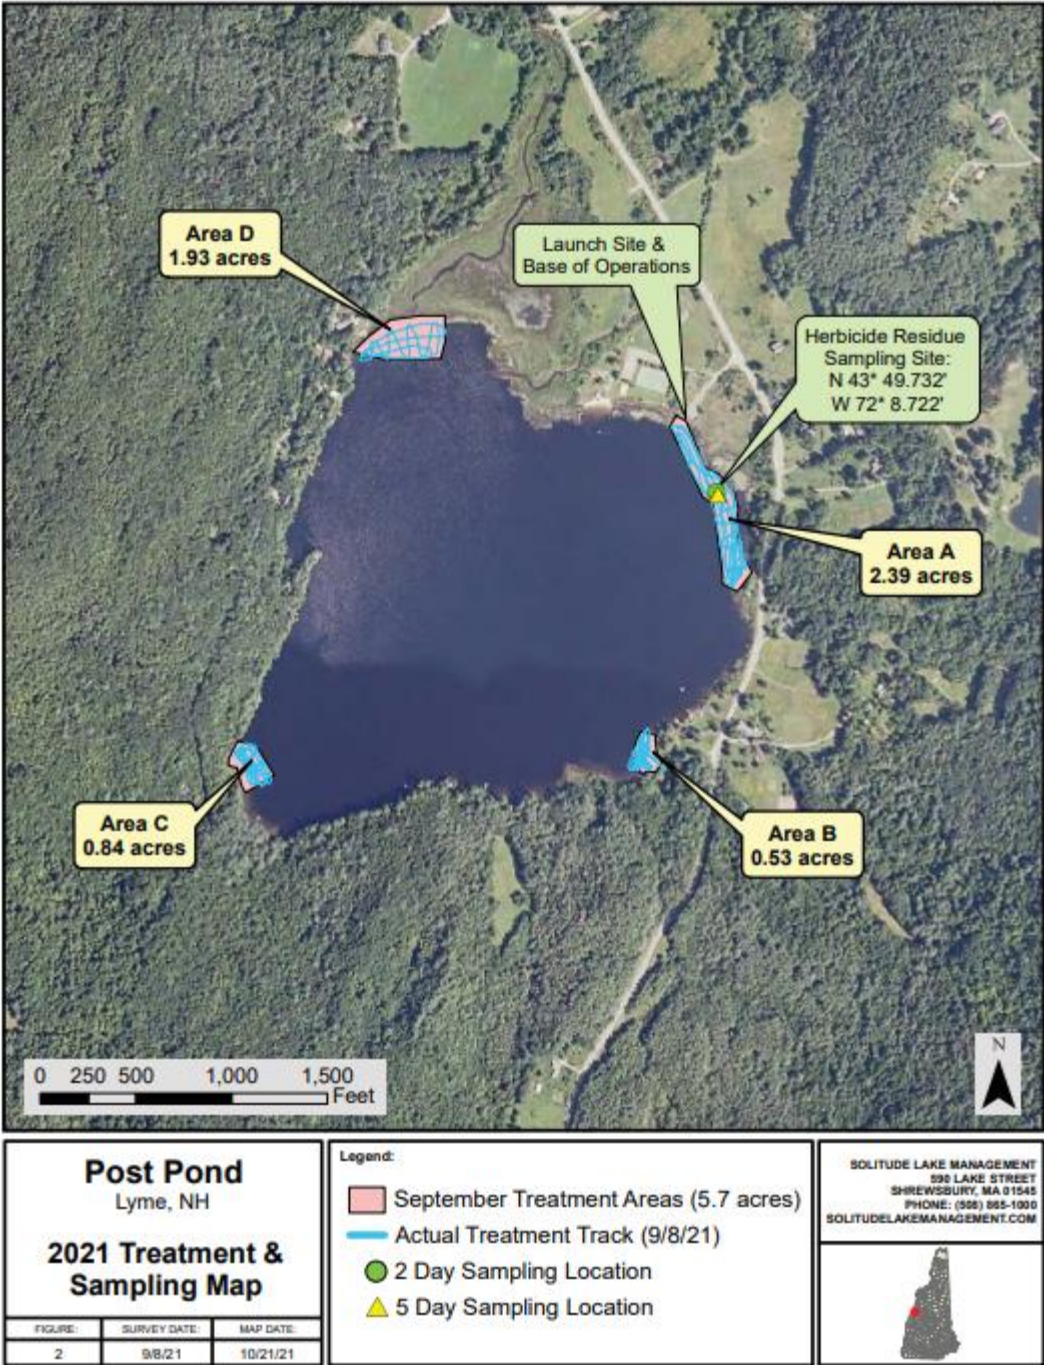 Area D
1.93 acres
Launch Site &
Base of Operations
Herbicide Residue
Sampling Site:
N 43° 49.732'
W 72° 8.722'
Area A
2.39 acres
Area C
0.84 acres
Area B
0.53 acres
0 250 500 1,000 1,500
Feet
N
Post Pond
Lyme, NH
2021 Treatment &
Sampling Map
FIGURE: SURVEY DATE: MAP DATE:
2 9/8/21 10/21/21
Legend:
September Treatment Areas (5.7 acres)
Actual Treatment Track (9/8/21)
2 Day Sampling Location
5 Day Sampling Location
SOLITUDE LAKE MANAGEMENT
590 LAKE STREET
SHREWSBURY, MA 01545
PHONE: (508) 865-1000
SOLITUDELAKEMANAGEMENT.COM